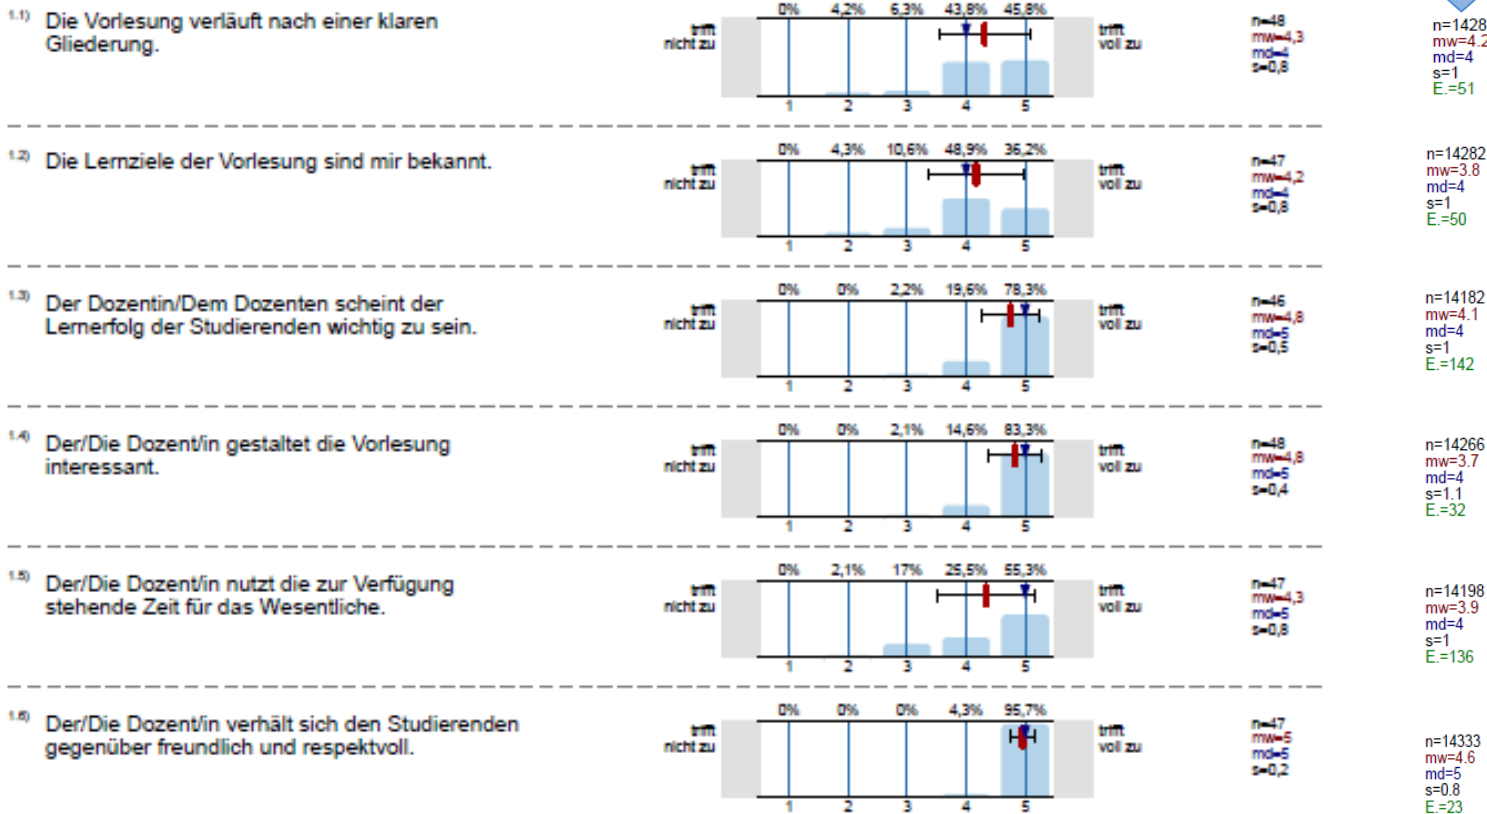 1.1) Die Vorlesung verläuft nach einer klaren
Gliederung.
trifft
nicht zu
0% 4,2% 6,3% 43,8% 45,8%
1 2 3 4 5
trifft
voll zu
n=48
mw=4,3
md=4
s=0,8
mw=4.2
md=4
s=1
E.=51
1.2) Die Lernziele der Vorlesung sind mir bekannt.
trifft
nicht zu
0% 4,3% 10,6% 48,9% 36,2%
1 2 3 4 5
trifft
voll zu
n=47
mw=4,2
md=4
s=0,8
n=14282
mw=3.8
md=4
s=1
E.=50
1.3) Der Dozentin/Dem Dozenten scheint der
Lernerfolg der Studierenden wichtig zu sein.
trifft
nicht zu
0% 0% 2,2% 19,6% 78,3%
1 2 3 4 5
trifft
voll zu
n=46
mw=4,8
md=5
s=0,5
n=14182
mw=4.1
md=4
s=1
E.=142
1.4) Der/Die Dozent/in gestaltet die Vorlesung
interessant.
trifft
nicht zu
0% 0% 2,1% 14,6% 83,3%
1 2 3 4 5
trifft
voll zu
n=48
mw=4,8
md=5
s=0,4
n=14266
mw=3.7
md=4
s=1.1
E.=32
1.5) Der/Die Dozent/in nutzt die zur Verfügung
stehende Zeit für das Wesentliche.
trifft
nicht zu
0% 2,1% 17% 25,5% 55,3%
1 2 3 4 5
trifft
voll zu
n=47
mw=4,3
md=5
s=0,8
n=14198
mw=3.9
md=4
s=1
E.=136
1.6) Der/Die Dozent/in verhält sich den Studierenden
gegenüber freundlich und respektvoll.
trifft
nicht zu
0% 0% 0% 4,3% 95,7%
1 2 3 4 5
trifft
voll zu
n=47
mw=5
md=5
s=0,2
n=14333
mw=4.6
md=5
s=0.8
E.=23